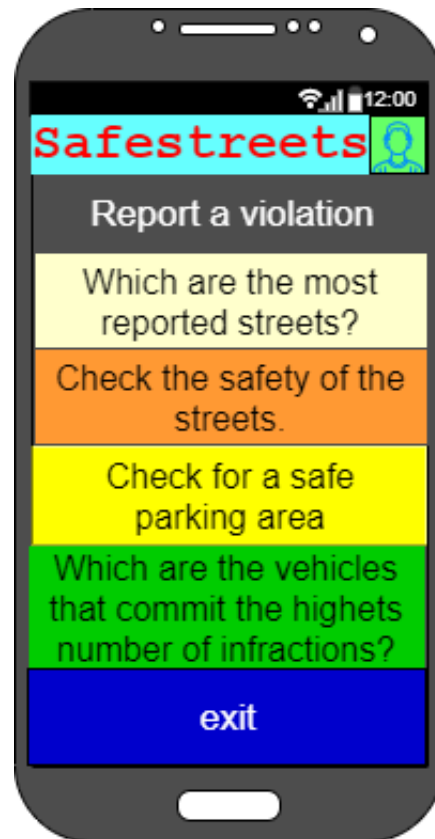 12:00
Safestreets
Report a violation
Which are the most
reported streets?
Check the safety of the
streets.
Check for a safe
parking area
Which are the vehicles
that commit the highets
number of infractions?
exit